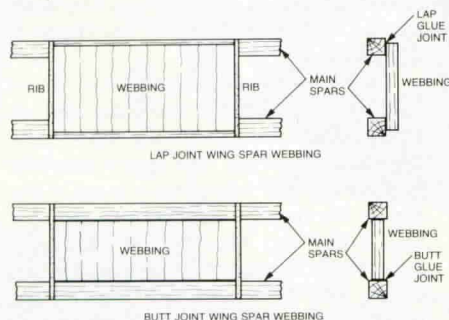 LAP
GLUE
JOINT
RIB
WEBBING
RIB
MAIN
SPARS
WEBBING
LAP JOINT WING SPAR WEBBING
WEBBING
MAIN
SPARS
WEBBING
BUTT
GLUE
JOINT
BUTT JOINT WING SPAR WEBBING